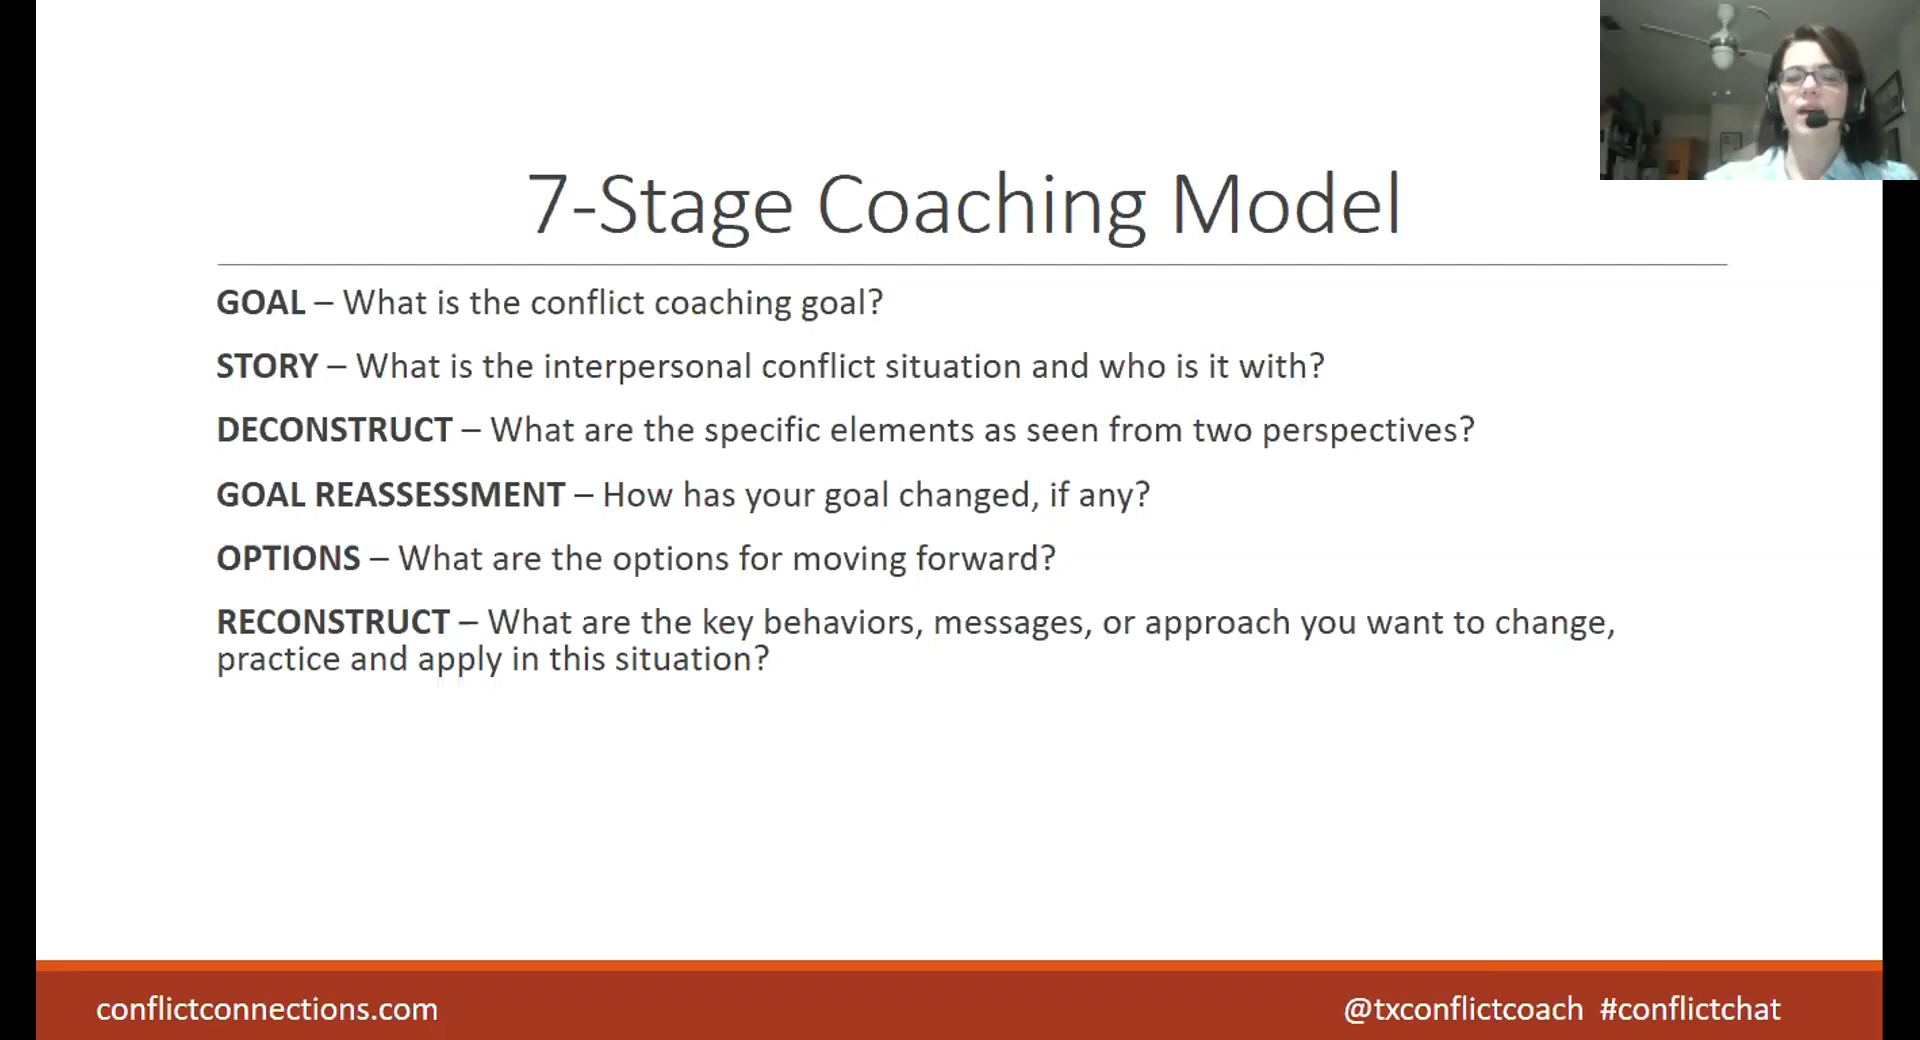 7-Stage Coaching Model
GOAL – What is the conflict coaching goal?
STORY – What is the interpersonal conflict situation and who is it with?
DECONSTRUCT – What are the specific elements as seen from two perspectives?
GOAL REASSESSMENT – How has your goal changed, if any?
OPTIONS – What are the options for moving forward?
RECONSTRUCT – What are the key behaviors, messages, or approach you want to change,
practice and apply in this situation?
conflictconnections.com
@txconflictcoach #conflictchat